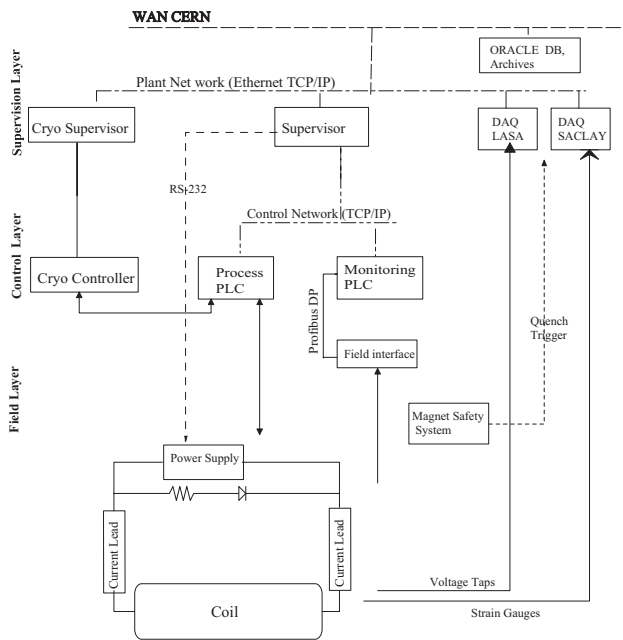 WAN CERN
ORACLE DB,
Archives
Supervision Layer
Plant Net work (Ethernet TCP/IP)
Cryo Supervisor
Supervisor
DAQ
LASA
DAQ
SACLAY
RS-232
Control Network (TCP/IP)
Control Layer
Cryo Controller
Process
PLC
Monitoring
PLC
Profibus DP
Quench
Trigger
Field interface
Field Layer
Magnet Safety
System
Power Supply
Current Lead
Current Lead
Coil
Voltage Taps
Strain Gauges